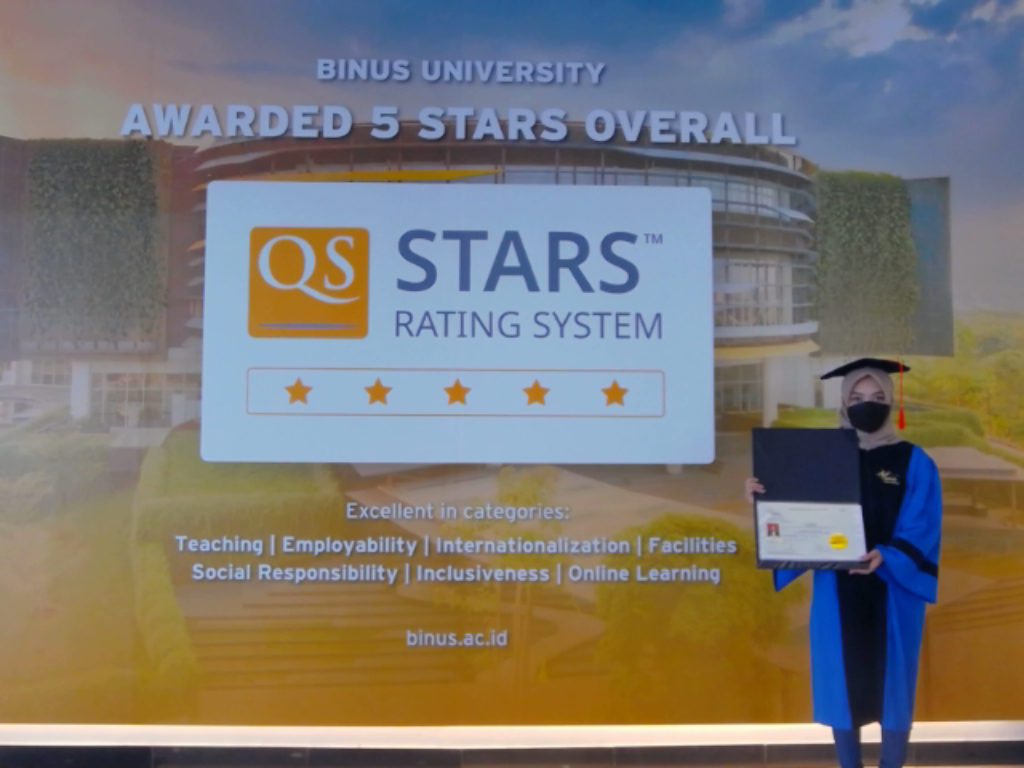 BINUS UNIVERSITY
AWARDED 5 STARS OVERALL
QS
STARS™
RATING SYSTEM
Excellent in categories:
Teaching | Employability | Internationalization | Facilities
Social Responsibility | Inclusiveness | Online Learning
binus.ac.id